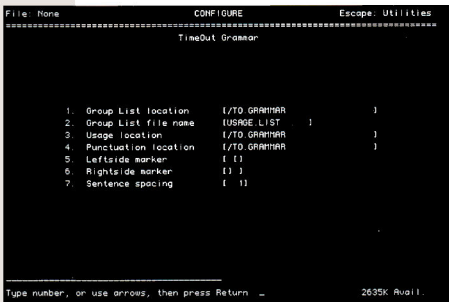 File: None CONFIGURE Escape: Utilities
TimeOut Grammar
1. Group List location [/TO.GRAMMAR ]
2. Group List file name [USAGE.LIST ]
3. Usage location [/TO.GRAMMAR ]
4. Punctuation location [/TO.GRAMMAR ]
5. Leftside marker [ []
6. Rightside marker [] ]
7. Sentence spacing [ 1]
Type number, or use arrows, then press Return _ 2635K Avail.